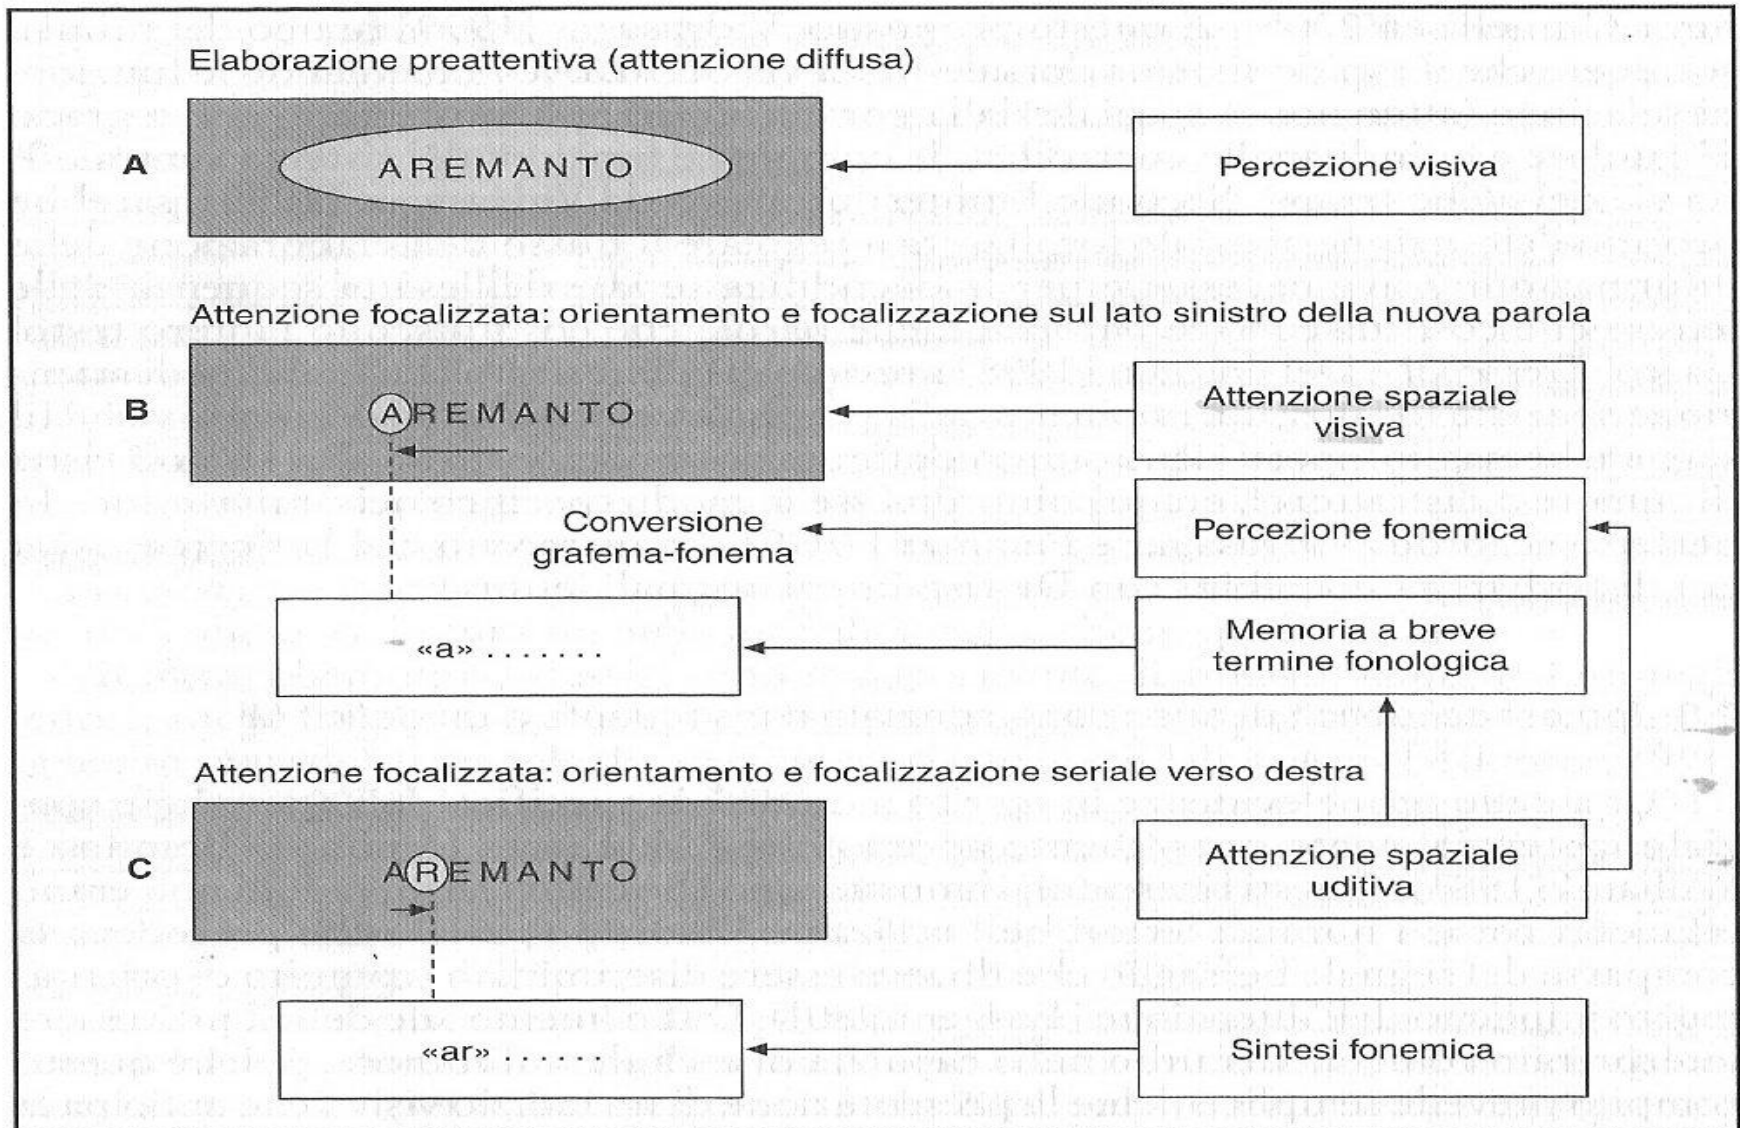 Elaborazione preattentiva (attenzione diffusa)
A
AREMANTO
Percezione visiva
Attenzione focalizzata: orientamento e focalizzazione sul lato sinistro della nuova parola
B
AREMANTO
Attenzione spaziale
visiva
Conversione
grafema-fonema
Percezione fonemica
«a» . . . . . . .
Memoria a breve
termine fonologica
Attenzione focalizzata: orientamento e focalizzazione seriale verso destra
C
AREMANTO
Attenzione spaziale
uditiva
«ar» . . . . . .
Sintesi fonemica